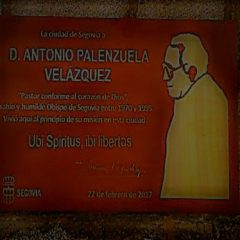 La ciudad de Segovia a
D. ANTONIO PALENZUELA
VELÁZQUEZ
"Pastor conforme al corazón de Dios",
sabio y humilde Obispo de Segovia entre 1970 y 1995.
Vivió aquí al principio de su misión en esta ciudad.
Ubi Spiritus, ibi libertas
SEGOVIA
22 de febrero de 2017